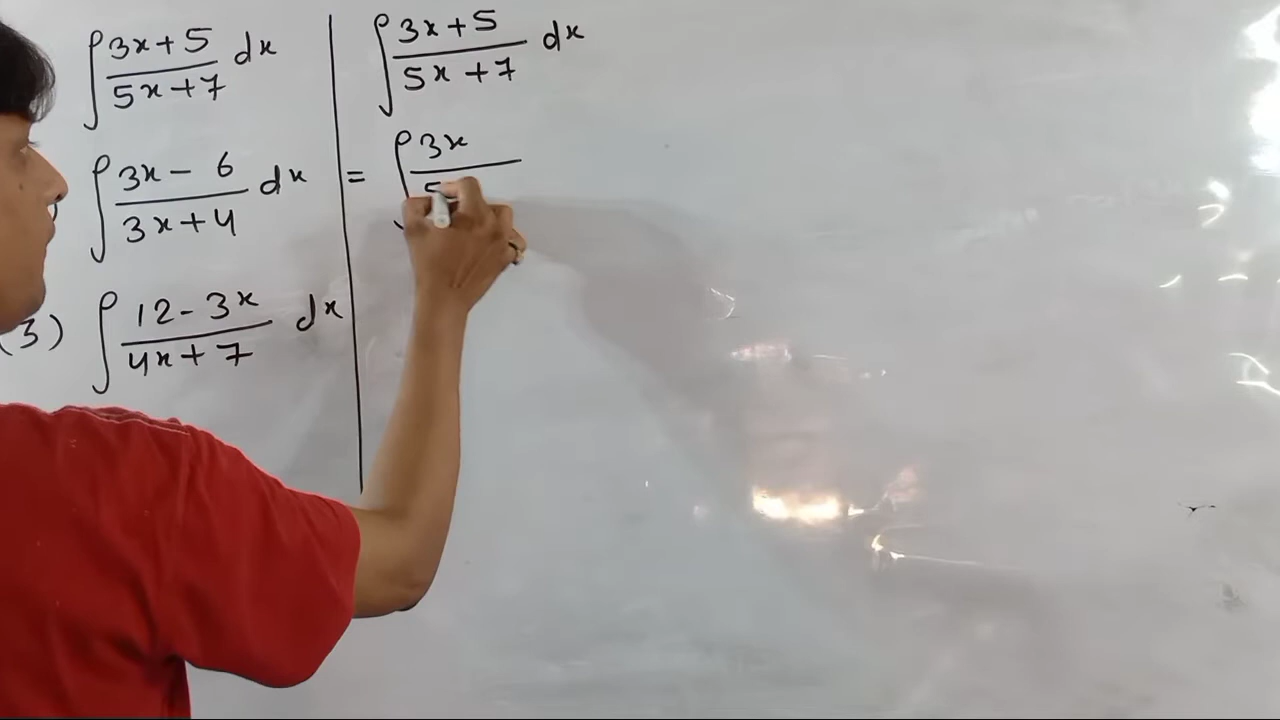 ∫ 3x+5 / 5x+7 dx
∫ 3x - 6 / 3x+4 dx
(3) ∫ 12 - 3x / 4x+7 dx
∫ 3x+5 / 5x+7 dx
= ∫ 3x / 5